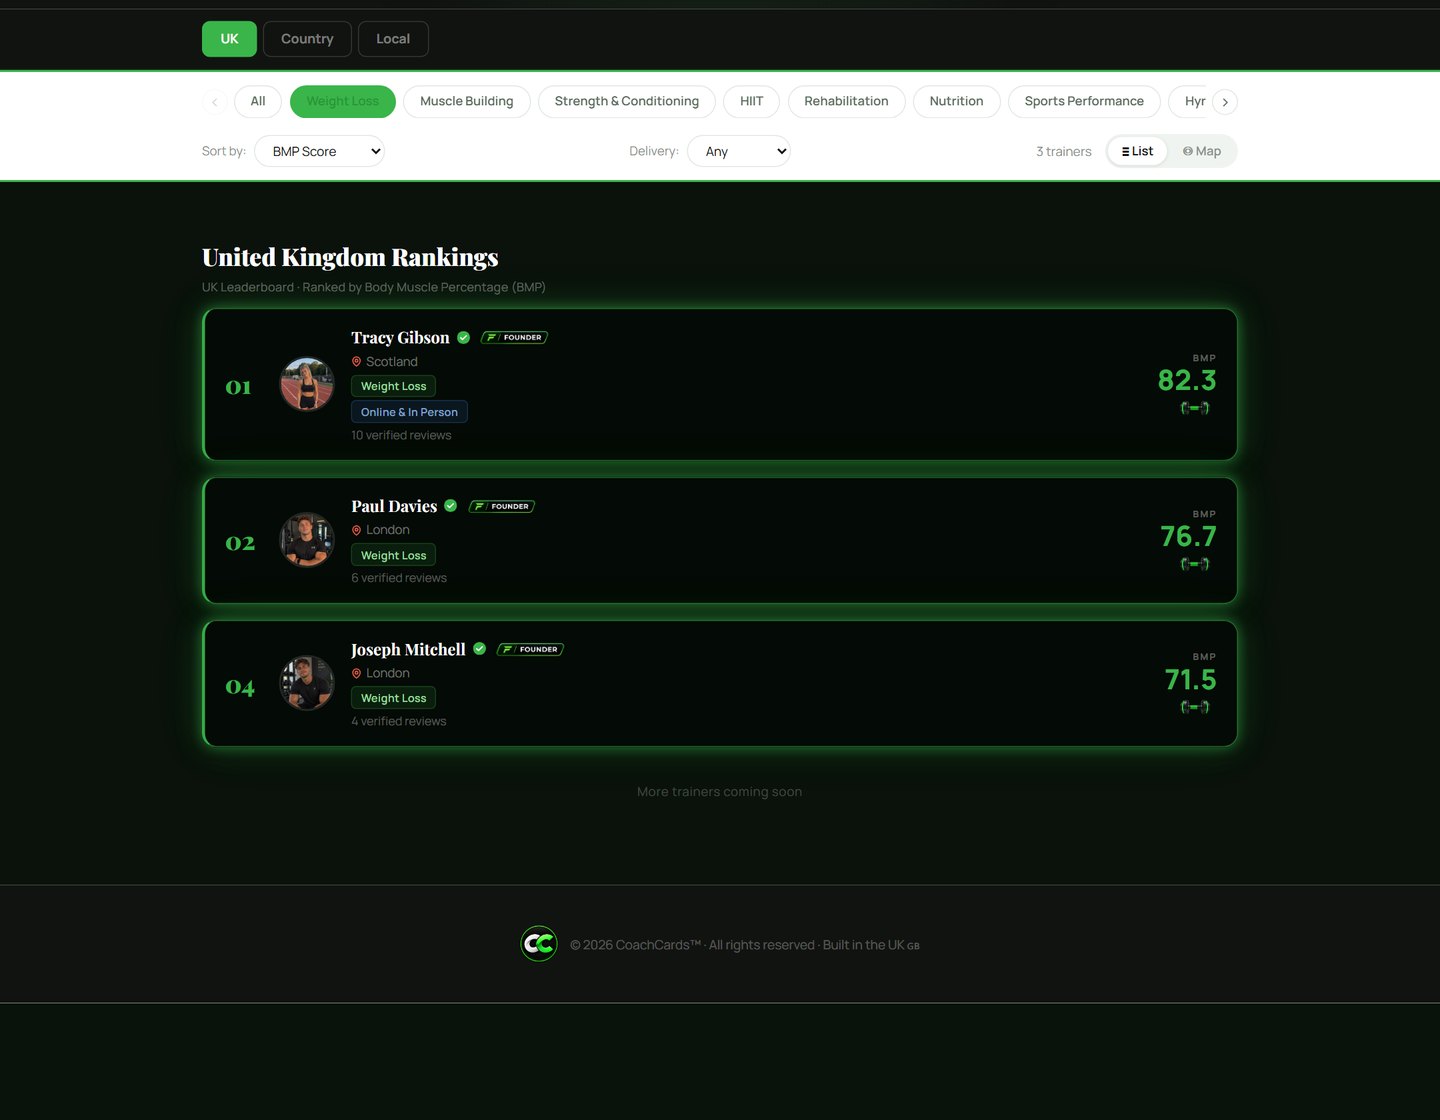 UK Country Local
All Weight Loss Muscle Building Strength & Conditioning HIIT Rehabilitation Nutrition Sports Performance Hyr
Sort by: BMP Score Delivery: Any 3 trainers List Map
United Kingdom Rankings
UK Leaderboard · Ranked by Body Muscle Percentage (BMP)
01
Tracy Gibson F / FOUNDER
Scotland
Weight Loss
Online & In Person
10 verified reviews
BMP
82.3
02
Paul Davies F / FOUNDER
London
Weight Loss
6 verified reviews
BMP
76.7
04
Joseph Mitchell F / FOUNDER
London
Weight Loss
4 verified reviews
BMP
71.5
More trainers coming soon
CC © 2026 CoachCards™ · All rights reserved · Built in the UK GB